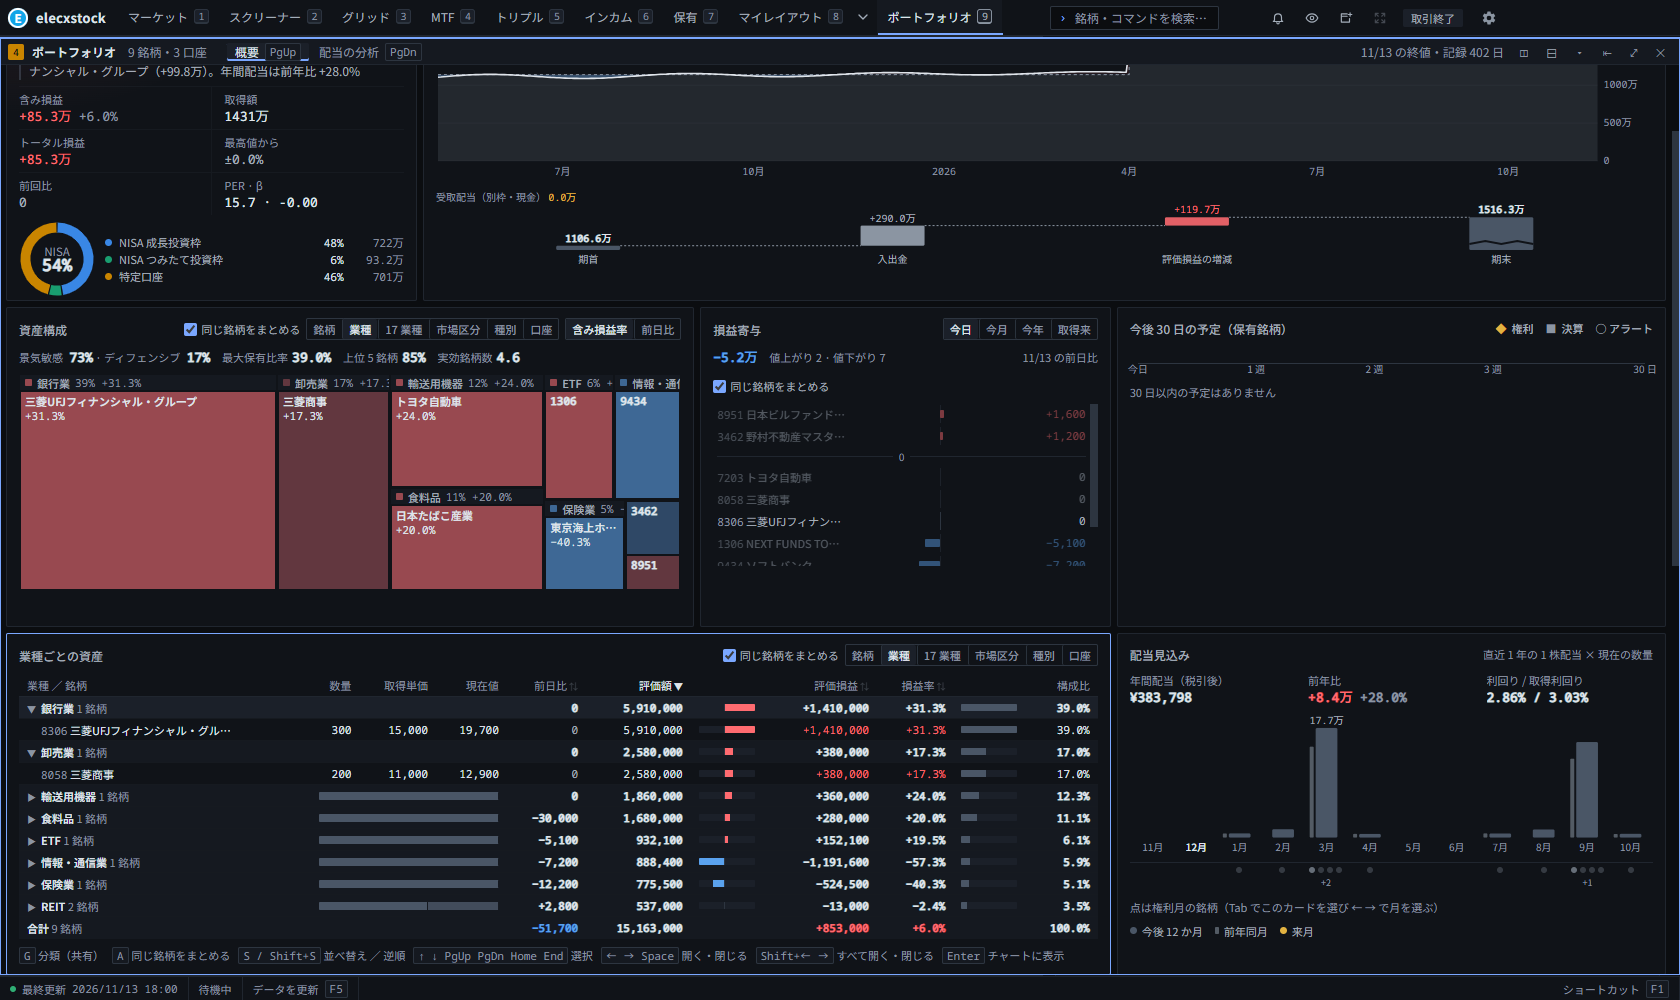 elecxstock マーケット 1 スクリーナー 2 グリッド 3 MTF 4 トリプル 5 インカム 6 保有 7 マイレイアウト 8 ポートフォリオ 9 › 銘柄・コマンドを検索… 取引終了
4 ポートフォリオ 9 銘柄・3 口座 概要 PgUp 配当の分析 PgDn 11/13 の終値・記録 402 日
ナンシャル・グループ（+99.8万）。年間配当は前年比 +28.0%
含み損益 取得額
+85.3万 +6.0% 1431万
トータル損益 最高値から
+85.3万 ±0.0%
前回比 PER・β
0 15.7 · -0.00
NISA 54%
NISA 成長投資枠 48% 722万
NISA つみたて投資枠 6% 93.2万
特定口座 46% 701万
1000万
500万
0
7月 10月 2026 4月 7月 10月
受取配当（別枠・現金） 0.0万
1106.6万 +290.0万 +119.7万 1516.3万
期首 入出金 評価損益の増減 期末
資産構成 同じ銘柄をまとめる 銘柄 業種 17 業種 市場区分 種別 口座 含み損益率 前日比
景気敏感 73%・ディフェンシブ 17% 最大保有比率 39.0% 上位 5 銘柄 85% 実効銘柄数 4.6
銀行業 39% +31.3% 卸売業 17% +17.3 輸送用機器 12% +24.0% ETF 6% + 情報・通信
三菱UFJフィナンシャル・グループ
+31.3%
三菱商事
+17.3%
トヨタ自動車
+24.0%
1306
9434
食料品 11% +20.0%
日本たばこ産業
+20.0%
保険業 5% -
東京海上ホ…
−40.3%
3462
8951
損益寄与 今日 今月 今年 取得来
−5.2万 値上がり 2・値下がり 7 11/13 の前日比
同じ銘柄をまとめる
8951 日本ビルファンド… +1,600
3462 野村不動産マスタ… +1,200
0
7203 トヨタ自動車 0
8058 三菱商事 0
8306 三菱UFJフィナン… 0
1306 NEXT FUNDS TO… −5,100
9434 ソフトバンク −7,200
今後 30 日の予定（保有銘柄） 権利 決算 アラート
今日 1 週 2 週 3 週 30 日
30 日以内の予定はありません
業種ごとの資産 同じ銘柄をまとめる 銘柄 業種 17 業種 市場区分 種別 口座
業種 ／ 銘柄 数量 取得単価 現在値 前日比↑↓ 評価額▼ 評価損益↑↓ 損益率↑↓ 構成比
▼ 銀行業 1 銘柄 0 5,910,000 +1,410,000 +31.3% 39.0%
8306 三菱UFJフィナンシャル・グル… 300 15,000 19,700 0 5,910,000 +1,410,000 +31.3% 39.0%
▼ 卸売業 1 銘柄 0 2,580,000 +380,000 +17.3% 17.0%
8058 三菱商事 200 11,000 12,900 0 2,580,000 +380,000 +17.3% 17.0%
▶ 輸送用機器 1 銘柄 0 1,860,000 +360,000 +24.0% 12.3%
▶ 食料品 1 銘柄 −30,000 1,680,000 +280,000 +20.0% 11.1%
▶ ETF 1 銘柄 −5,100 932,100 +152,100 +19.5% 6.1%
▶ 情報・通信業 1 銘柄 −7,200 888,400 −1,191,600 −57.3% 5.9%
▶ 保険業 1 銘柄 −12,200 775,500 −524,500 −40.3% 5.1%
▶ REIT 2 銘柄 +2,800 537,000 −13,000 −2.4% 3.5%
合計 9 銘柄 −51,700 15,163,000 +853,000 +6.0% 100.0%
G 分類（共有） A 同じ銘柄をまとめる S / Shift+S 並べ替え ／ 逆順 ↑ ↓ PgUp PgDn Home End 選択 ← → Space 開く・閉じる Shift+← → すべて開く・閉じる Enter チャートに表示
配当見込み 直近 1 年の 1 株配当 × 現在の数量
年間配当（税引後） 前年比 利回り / 取得利回り
¥383,798 +8.4万 +28.0% 2.86% / 3.03%
17.7万
11月 12月 1月 2月 3月 4月 5月 6月 7月 8月 9月 10月
+2 +1
点は権利月の銘柄（Tab でこのカードを選び ← → で月を選ぶ）
今後 12 か月 前年同月 来月
最終更新 2026/11/13 18:00 待機中 データを更新 F5 ショートカット F1